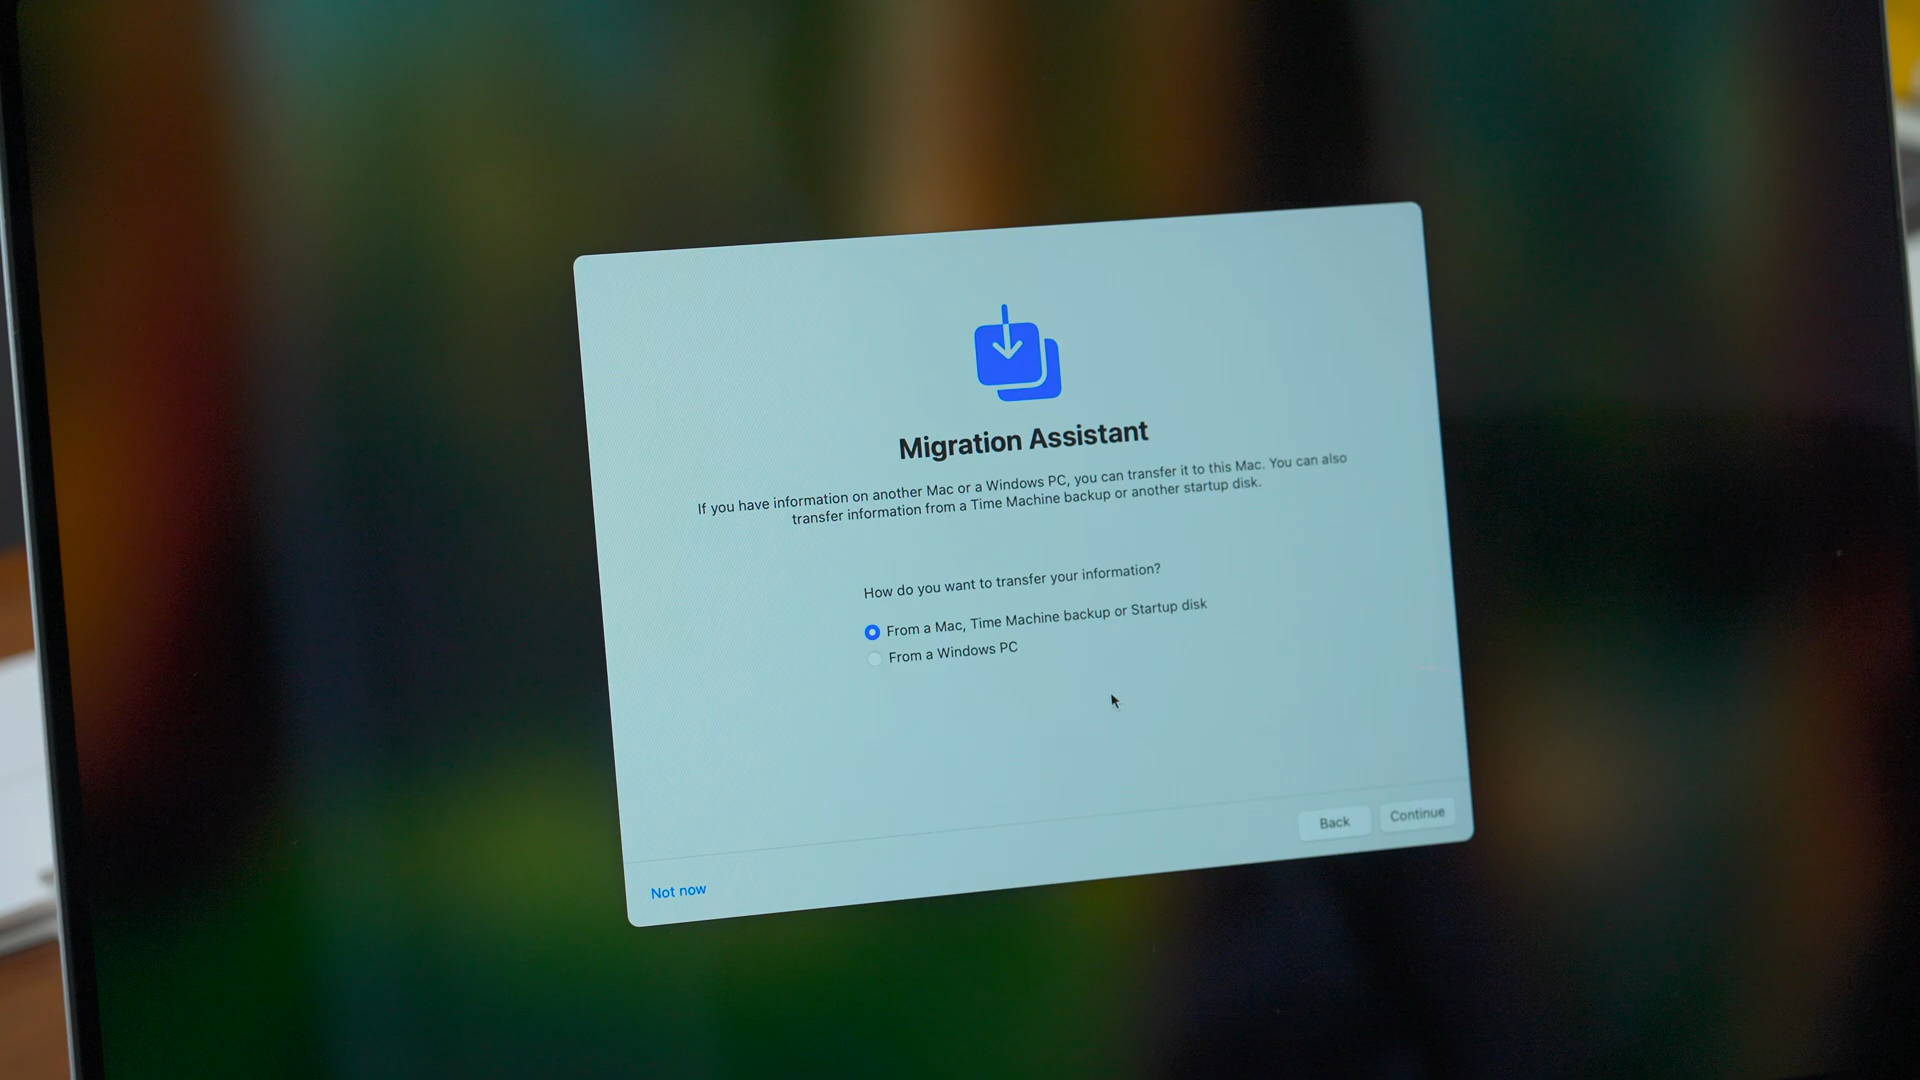 Migration Assistant
If you have information on another Mac or a Windows PC, you can transfer it to this Mac. You can also
transfer information from a Time Machine backup or another startup disk.
How do you want to transfer your information?
From a Mac, Time Machine backup or Startup disk
From a Windows PC
Back
Continue
Not now